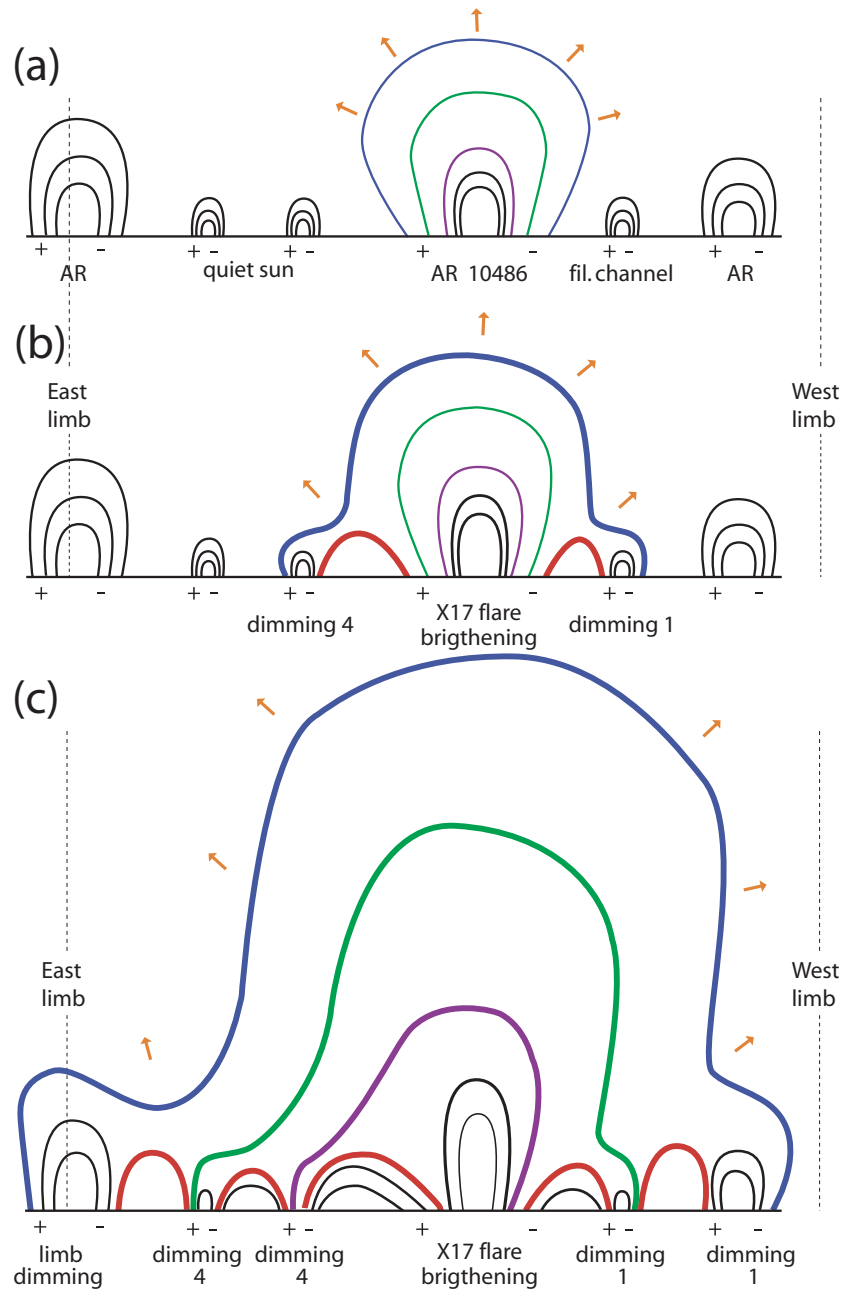 (a)
+ - + - + - + - + - + -
AR quiet sun AR 10486 fil. channel AR
(b)
East
limb
West
limb
+ - + - + - + - + - + -
dimming 4 X17 flare
brigthening dimming 1
(c)
East
limb
West
limb
+ - + - + - + - + - + -
limb
dimming
dimming
4
dimming
4
X17 flare
brigthening
dimming
1
dimming
1